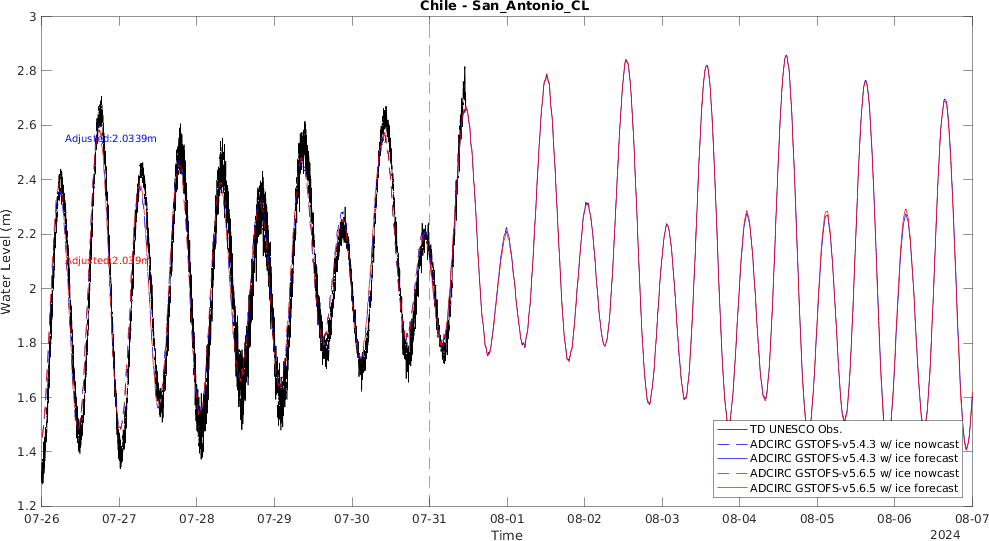 Chile - San_Antonio_CL
3
2.8
2.6
2.4
2.2
2
1.8
1.6
1.4
1.2
Water Level (m)
Adjusted:2.0339m
Adjusted:2.039m
TD UNESCO Obs.
ADCIRC GSTOFS-v5.4.3 w/ ice nowcast
ADCIRC GSTOFS-v5.4.3 w/ ice forecast
ADCIRC GSTOFS-v5.6.5 w/ ice nowcast
ADCIRC GSTOFS-v5.6.5 w/ ice forecast
07-26 07-27 07-28 07-29 07-30 07-31 08-01 08-02 08-03 08-04 08-05 08-06 08-07
Time
2024